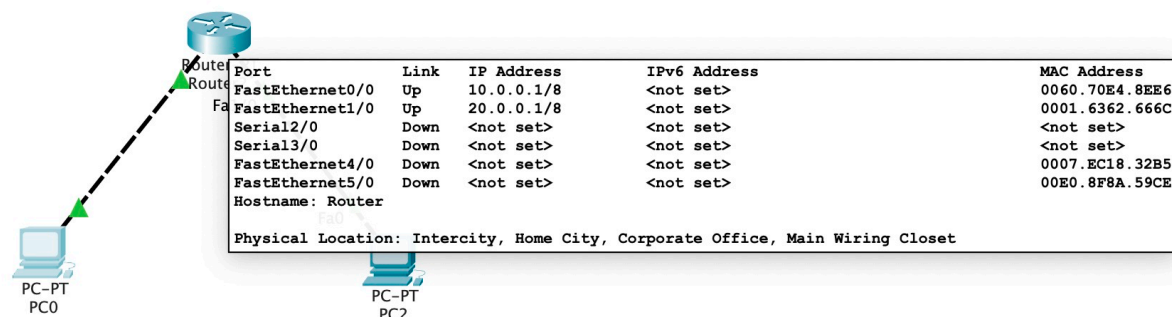 Router
Route
Fa
Port Link IP Address IPv6 Address MAC Address
FastEthernet0/0 Up 10.0.0.1/8 <not set> 0060.70E4.8EE6
FastEthernet1/0 Up 20.0.0.1/8 <not set> 0001.6362.666C
Serial2/0 Down <not set> <not set> <not set>
Serial3/0 Down <not set> <not set> <not set>
FastEthernet4/0 Down <not set> <not set> 0007.EC18.32B5
FastEthernet5/0 Down <not set> <not set> 00E0.8F8A.59CE
Hostname: Router
Fa0
Physical Location: Intercity, Home City, Corporate Office, Main Wiring Closet
PC-PT
PC0
PC-PT
PC2